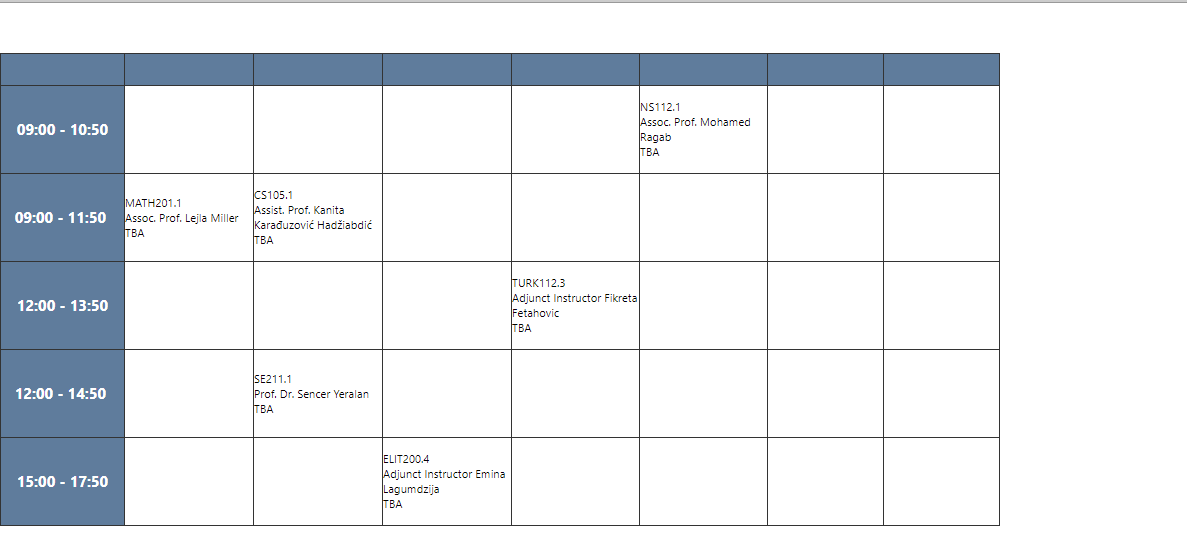 09:00 - 10:50
NS112.1
Assoc. Prof. Mohamed
Ragab
TBA
09:00 - 11:50
MATH201.1
Assoc. Prof. Lejla Miller
TBA
CS105.1
Assist. Prof. Kanita
Karađuzović Hadžiabdić
TBA
12:00 - 13:50
TURK112.3
Adjunct Instructor Fikreta
Fetahovic
TBA
12:00 - 14:50
SE211.1
Prof. Dr. Sencer Yeralan
TBA
15:00 - 17:50
ELIT200.4
Adjunct Instructor Emina
Lagumdzija
TBA